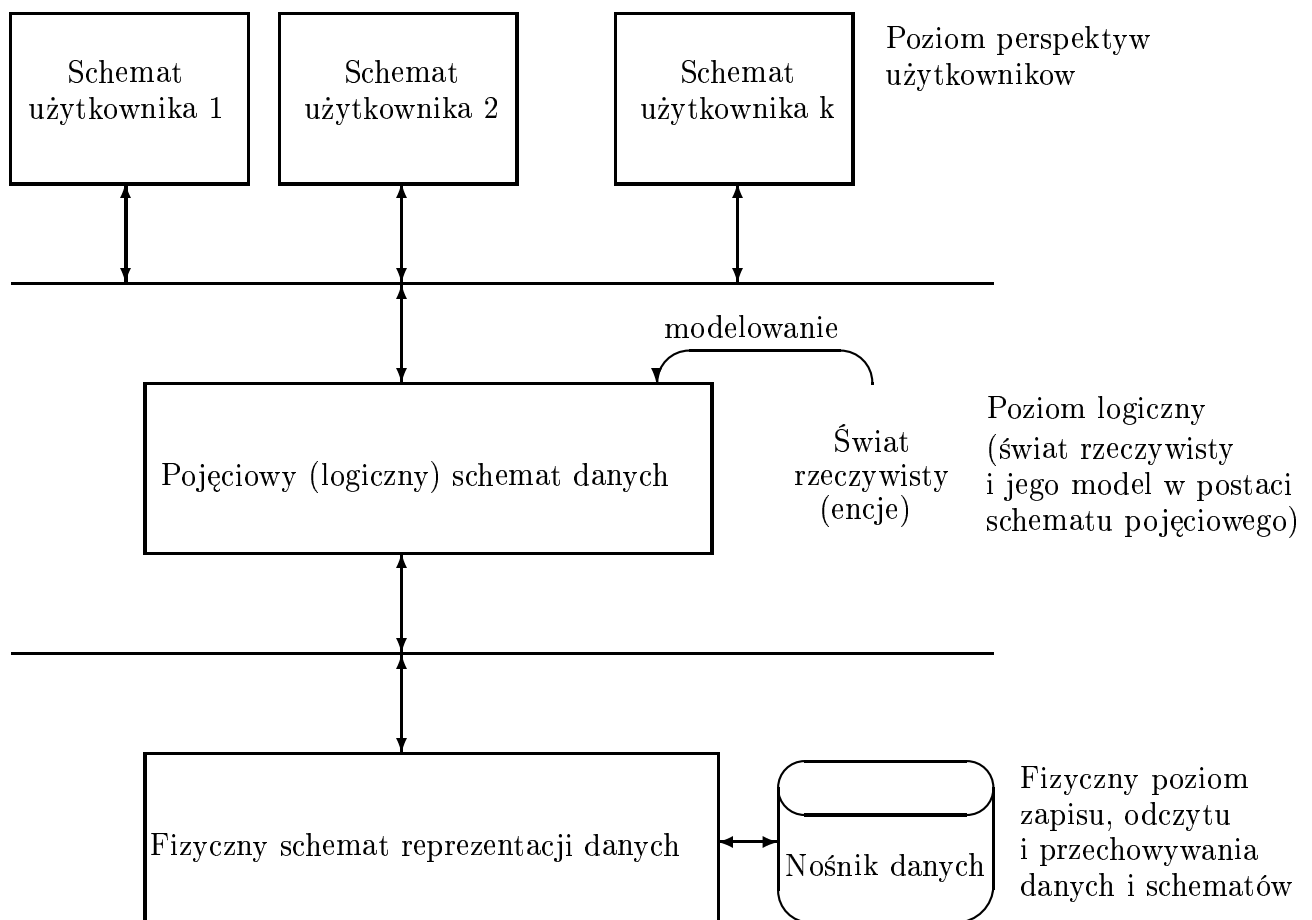 Schemat
użytkownika 1
Schemat
użytkownika 2
Schemat
użytkownika k
Poziom perspektyw
użytkownikow
modelowanie
Pojęciowy (logiczny) schemat danych
Świat
rzeczywisty
(encje)
Poziom logiczny
(świat rzeczywisty
i jego model w postaci
schematu pojęciowego)
Fizyczny schemat reprezentacji danych
Nośnik danych
Fizyczny poziom
zapisu, odczytu
i przechowywania
danych i schematów